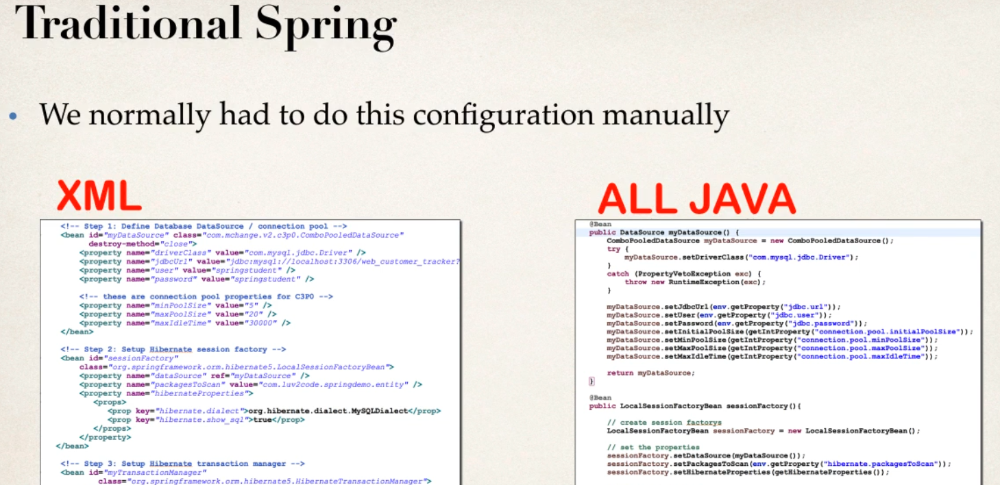 Traditional Spring
• We normally had to do this configuration manually
XML
<!-- Step 1: Define Database DataSource / connection pool -->
<bean id="myDataSource" class="com.mchange.v2.c3p0.ComboPooledDataSource"
destroy-method="close">
<property name="driverClass" value="com.mysql.jdbc.Driver" />
<property name="jdbcUrl" value="jdbc:mysql://localhost:3306/web_customer_tracker?
<property name="user" value="springstudent" />
<property name="password" value="springstudent" />
<!-- these are connection pool properties for C3P0 -->
<property name="minPoolSize" value="5" />
<property name="maxPoolSize" value="20" />
<property name="maxIdleTime" value="30000" />
</bean>
<!-- Step 2: Setup Hibernate session factory -->
<bean id="sessionFactory"
class="org.springframework.orm.hibernate5.LocalSessionFactoryBean">
<property name="dataSource" ref="myDataSource" />
<property name="packagesToScan" value="com.luv2code.springdemo.entity" />
<property name="hibernateProperties">
<props>
<prop key="hibernate.dialect">org.hibernate.dialect.MySQLDialect</prop>
<prop key="hibernate.show_sql">true</prop>
</props>
</property>
</bean>
<!-- Step 3: Setup Hibernate transaction manager -->
<bean id="myTransactionManager"
class="org.springframework.orm.hibernate5.HibernateTransactionManager">
ALL JAVA
@Bean
public DataSource myDataSource() {
ComboPooledDataSource myDataSource = new ComboPooledDataSource();
try {
myDataSource.setDriverClass("com.mysql.jdbc.Driver");
}
catch (PropertyVetoException exc) {
throw new RuntimeException(exc);
}
myDataSource.setJdbcUrl(env.getProperty("jdbc.url"));
myDataSource.setUser(env.getProperty("jdbc.user"));
myDataSource.setPassword(env.getProperty("jdbc.password"));
myDataSource.setInitialPoolSize(getIntProperty("connection.pool.initialPoolSize"));
myDataSource.setMinPoolSize(getIntProperty("connection.pool.minPoolSize"));
myDataSource.setMaxPoolSize(getIntProperty("connection.pool.maxPoolSize"));
myDataSource.setMaxIdleTime(getIntProperty("connection.pool.maxIdleTime"));
return myDataSource;
}
@Bean
public LocalSessionFactoryBean sessionFactory(){
// create session factorys
LocalSessionFactoryBean sessionFactory = new LocalSessionFactoryBean();
// set the properties
sessionFactory.setDataSource(myDataSource());
sessionFactory.setPackagesToScan(env.getProperty("hibernate.packagesToScan"));
sessionFactory.setHibernateProperties(getHibernateProperties());